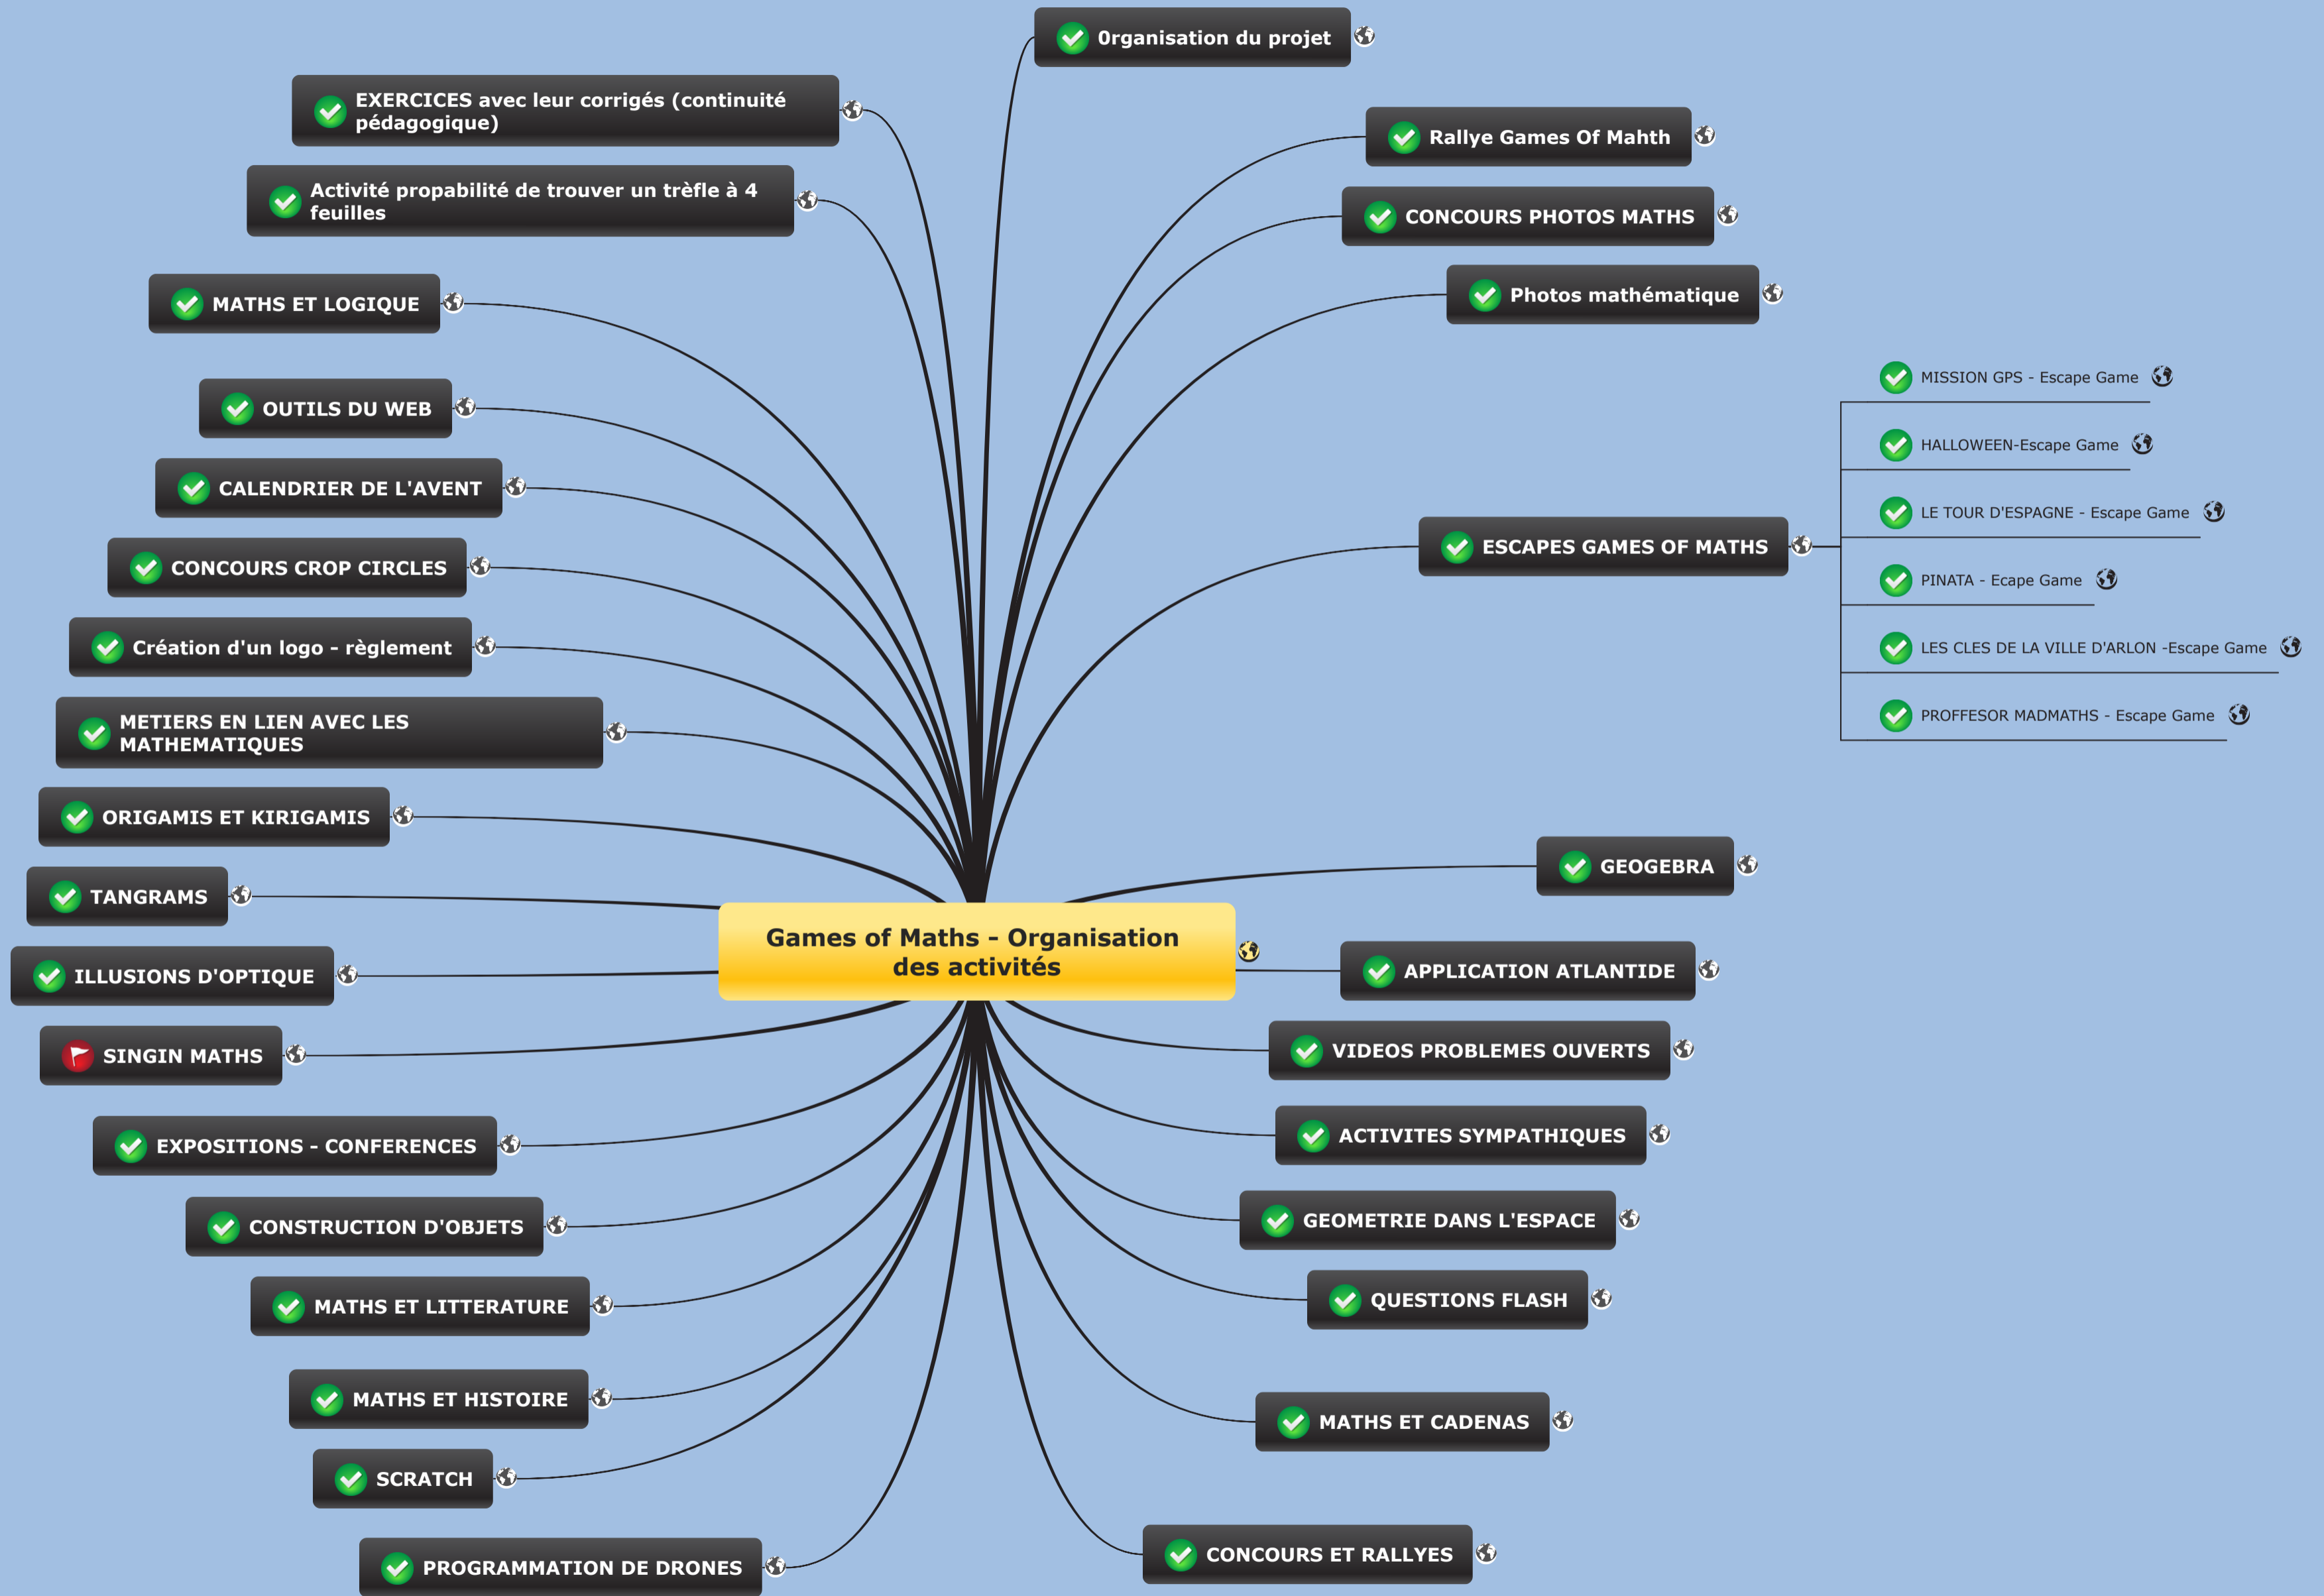 0rganisation du projet
Rallye Games Of Mahth
CONCOURS PHOTOS MATHS
Photos mathématique
ESCAPES GAMES OF MATHS
MISSION GPS - Escape Game
HALLOWEEN-Escape Game
LE TOUR D'ESPAGNE - Escape Game
PINATA - Ecape Game
LES CLES DE LA VILLE D'ARLON -Escape Game
PROFFESOR MADMATHS - Escape Game
GEOGEBRA
APPLICATION ATLANTIDE
VIDEOS PROBLEMES OUVERTS
ACTIVITES SYMPATHIQUES
GEOMETRIE DANS L'ESPACE
QUESTIONS FLASH
MATHS ET CADENAS
CONCOURS ET RALLYES
Games of Maths - Organisation
des activités
EXERCICES avec leur corrigés (continuité
pédagogique)
Activité propabilité de trouver un trèfle à 4
feuilles
MATHS ET LOGIQUE
OUTILS DU WEB
CALENDRIER DE L'AVENT
CONCOURS CROP CIRCLES
Création d'un logo - règlement
METIERS EN LIEN AVEC LES
MATHEMATIQUES
ORIGAMIS ET KIRIGAMIS
TANGRAMS
ILLUSIONS D'OPTIQUE
SINGIN MATHS
EXPOSITIONS - CONFERENCES
CONSTRUCTION D'OBJETS
MATHS ET LITTERATURE
MATHS ET HISTOIRE
SCRATCH
PROGRAMMATION DE DRONES